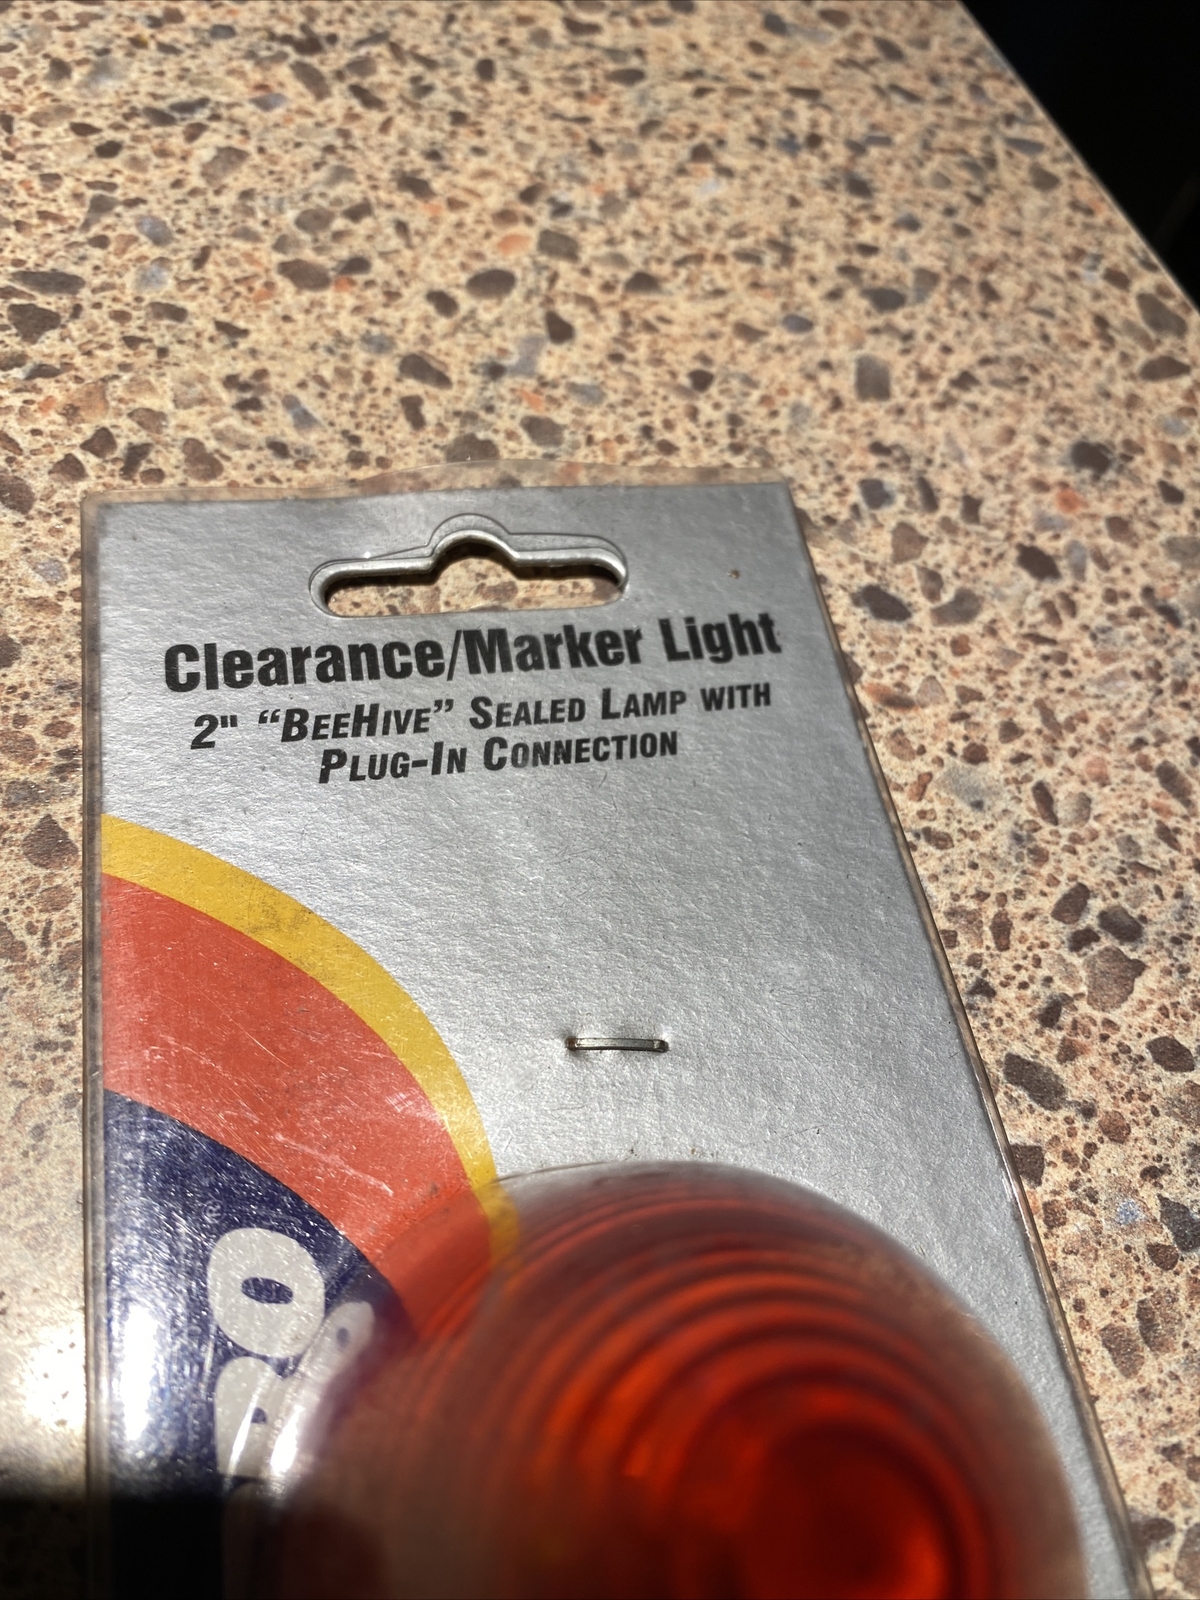 Clearance/Marker Light
2" “BEEHIVE” SEALED LAMP WITH
PLUG-IN CONNECTION